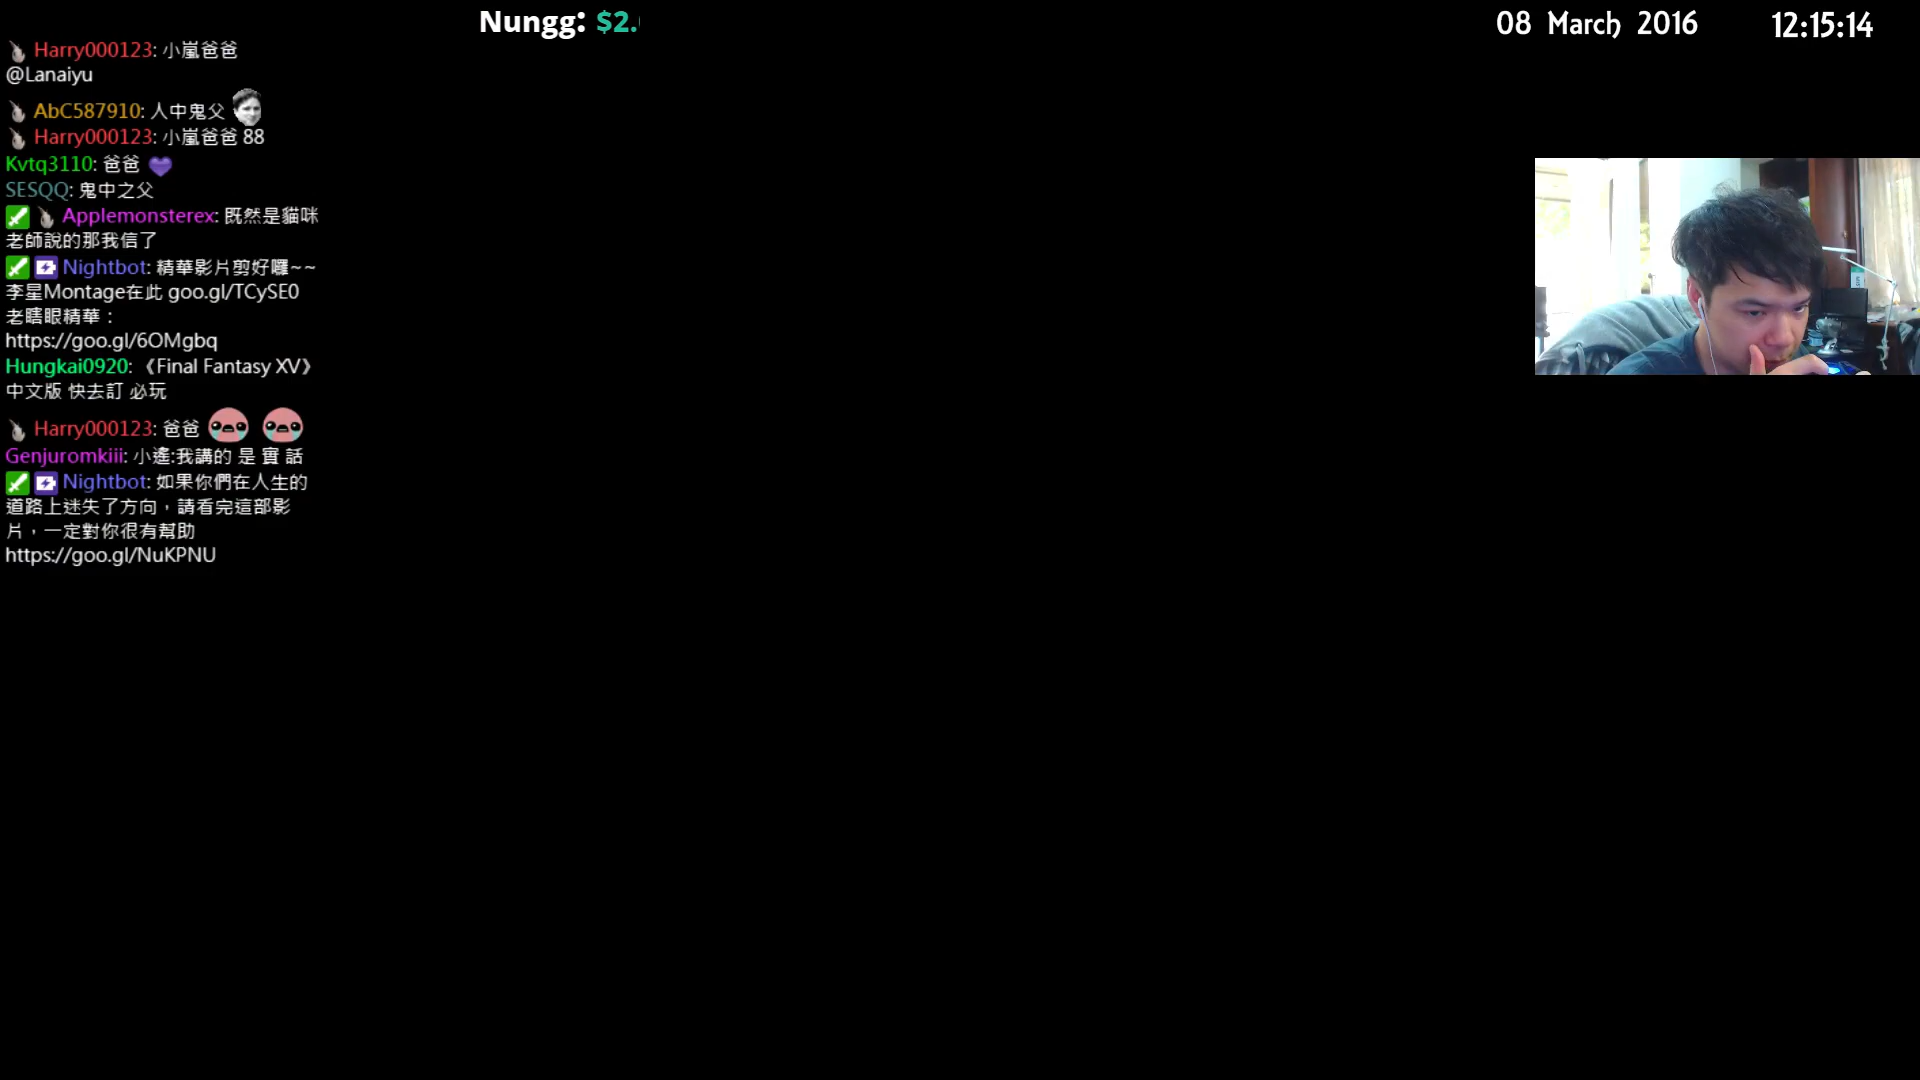 Nungg: $2.
08 March 2016 12:15:14
Harry000123: 小嵐爸爸
@Lanaiyu
AbC587910: 人中鬼父
Harry000123: 小嵐爸爸 88
Kvtq3110: 爸爸
SESQQ: 鬼中之父
Applemonsterex: 既然是貓咪
老師說的那我信了
Nightbot: 精華影片剪好囉~~
李星Montage在此 goo.gl/TCySE0
老瞎眼精華：
https://goo.gl/6OMgbq
Hungkai0920: 《Final Fantasy XV》
中文版 快去訂 必玩
Harry000123: 爸爸
Genjuromkiii: 小遙:我講的 是 實 話
Nightbot: 如果你們在人生的
道路上迷失了方向，請看完這部影
片，一定對你很有幫助
https://goo.gl/NuKPNU